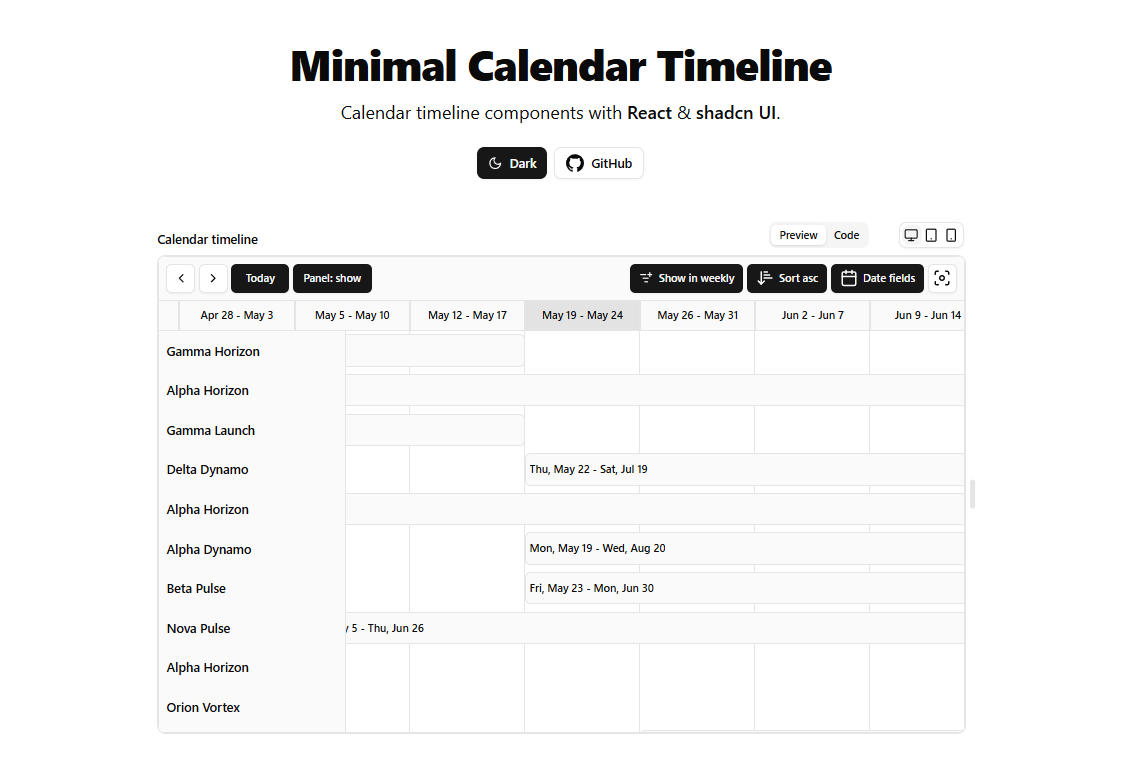 Minimal Calendar Timeline
Calendar timeline components with React & shadcn UI.
Dark GitHub
Calendar timeline Preview Code
Today Panel: show Show in weekly Sort asc Date fields
Apr 28 - May 3 May 5 - May 10 May 12 - May 17 May 19 - May 24 May 26 - May 31 Jun 2 - Jun 7 Jun 9 - Jun 14
Gamma Horizon
Alpha Horizon
Gamma Launch
Delta Dynamo Thu, May 22 - Sat, Jul 19
Alpha Horizon
Alpha Dynamo Mon, May 19 - Wed, Aug 20
Beta Pulse Fri, May 23 - Mon, Jun 30
Nova Pulse 5 - Thu, Jun 26
Alpha Horizon
Orion Vortex